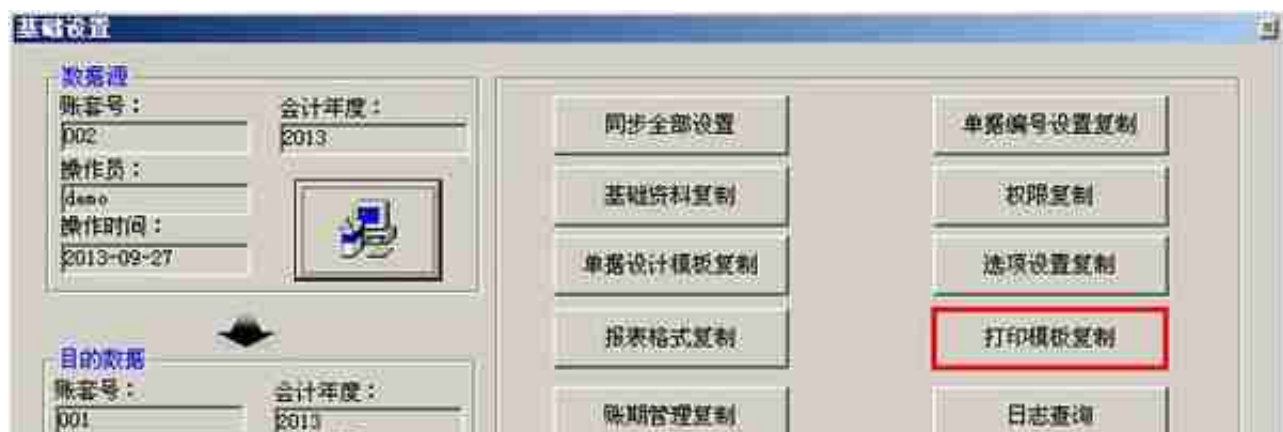 基础设置
数据源
账套号：
会计年度：
002
2013
操作员：
demo
操作时间：
2013-09-27
目的数据
账套号：
会计年度：
001
2013
同步全部设置
单据编号设置复制
基础资料复制
权限复制
单据设计模板复制
选项设置复制
报表格式复制
打印模板复制
账期管理复制
日志查询